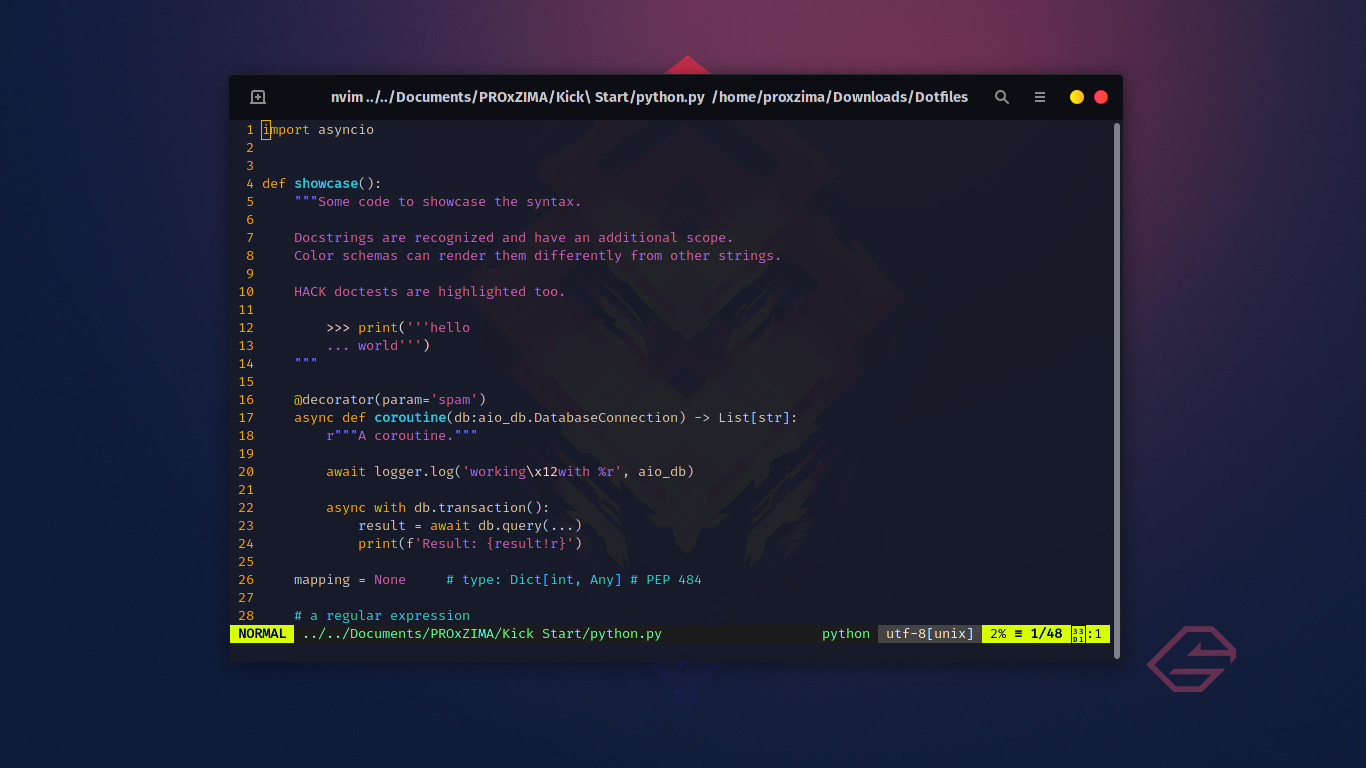 nvim ../../Documents/PROxZIMA/Kick\ Start/python.py /home/proxzima/Downloads/Dotfiles
1 import asyncio
2
3
4 def showcase():
5     """Some code to showcase the syntax.
6
7     Docstrings are recognized and have an additional scope.
8     Color schemas can render them differently from other strings.
9
10     HACK doctests are highlighted too.
11
12         >>> print('''hello
13         ... world''')
14     """
15
16     @decorator(param='spam')
17     async def coroutine(db:aio_db.DatabaseConnection) -> List[str]:
18         r"""A coroutine."""
19
20         await logger.log('working\x12with %r', aio_db)
21
22         async with db.transaction():
23             result = await db.query(...)
24             print(f'Result: {result!r}')
25
26     mapping = None     # type: Dict[int, Any] # PEP 484
27
28     # a regular expression
NORMAL ../../Documents/PROxZIMA/Kick Start/python.py python utf-8[unix] 2% ≡ 1/48 :1